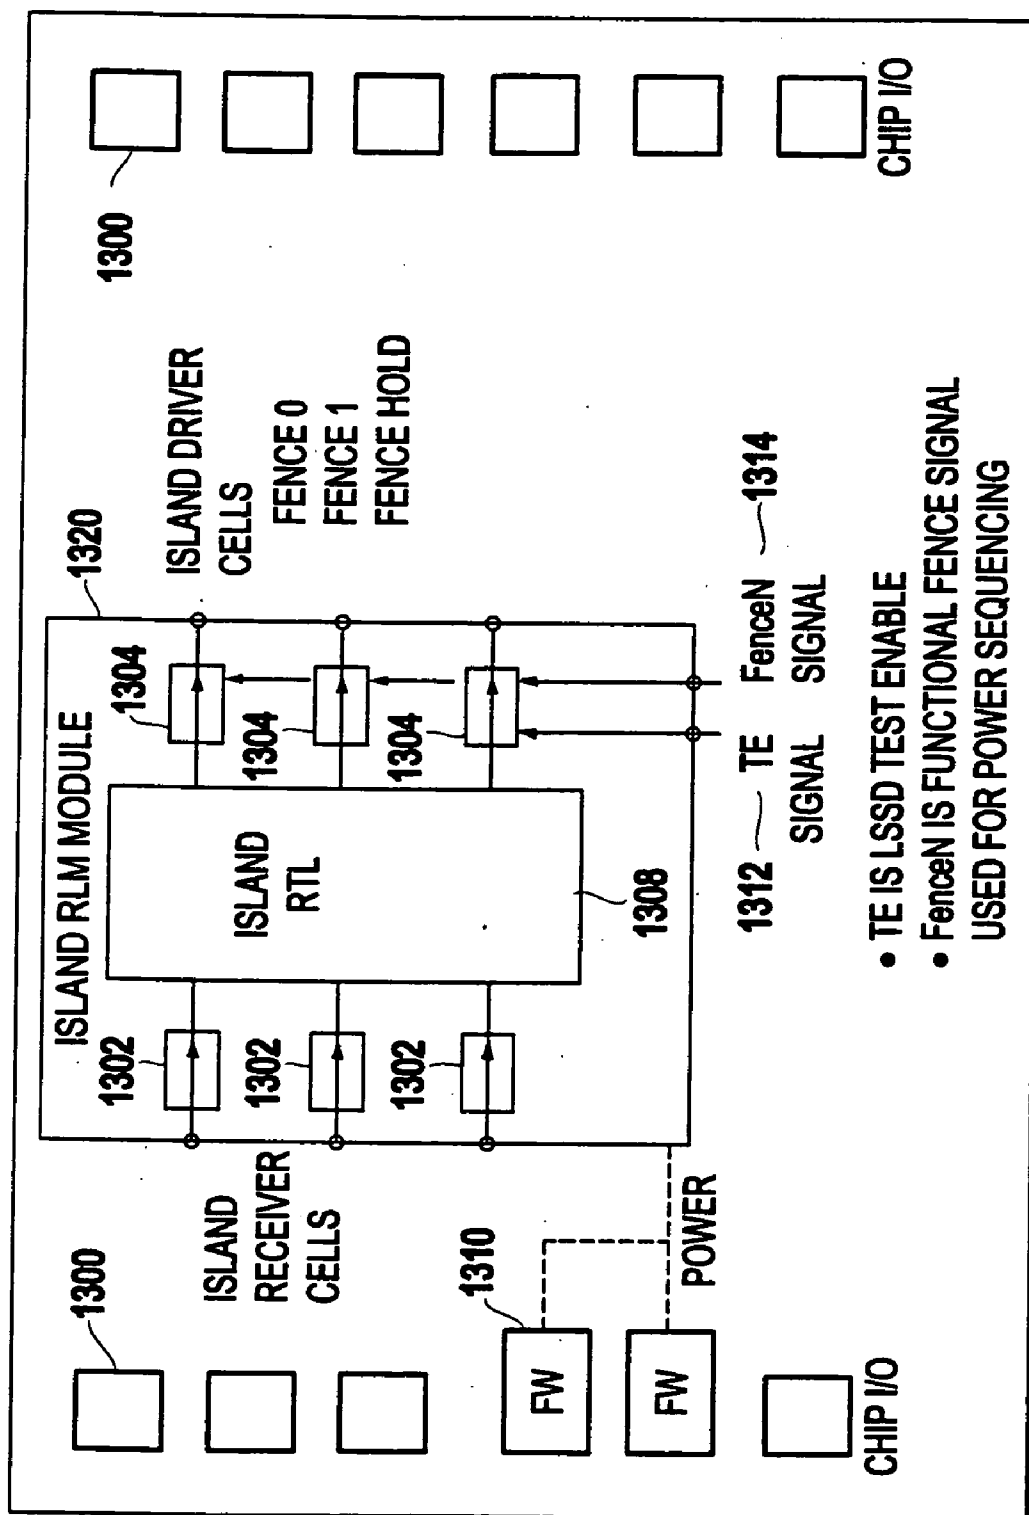 1300
CHIP I/O
FW
FW
1310
POWER
ISLAND
RECEIVER
CELLS
1320
ISLAND RLM MODULE
1302
1302
1302
ISLAND
RTL
1308
1304
1304
1304
ISLAND DRIVER
CELLS
FENCE 0
FENCE 1
FENCE HOLD
1312
TE
SIGNAL
FenceN
SIGNAL
1314
1300
CHIP I/O
• TE IS LSSD TEST ENABLE
• FenceN IS FUNCTIONAL FENCE SIGNAL
USED FOR POWER SEQUENCING